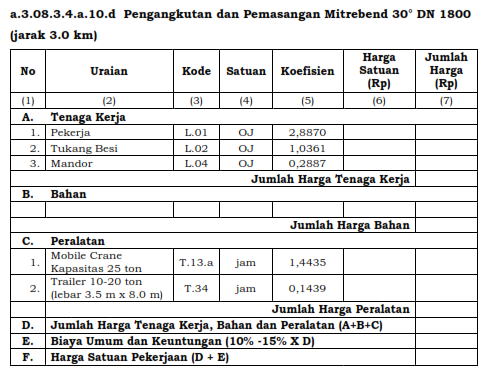 a.3.08.3.4.a.10.d Pengangkutan dan Pemasangan Mitrebend 30° DN 1800
(jarak 3.0 km)
No Uraian Kode Satuan Koefisien Harga Satuan (Rp) Jumlah Harga (Rp)
(1) (2) (3) (4) (5) (6) (7)
A. Tenaga Kerja
1. Pekerja L.01 OJ 2,8870
2. Tukang Besi L.02 OJ 1,0361
3. Mandor L.04 OJ 0,2887
Jumlah Harga Tenaga Kerja
B. Bahan
Jumlah Harga Bahan
C. Peralatan
1. Mobile Crane Kapasitas 25 ton T.13.a jam 1,4435
2. Trailer 10-20 ton (lebar 3.5 m x 8.0 m) T.34 jam 0,1439
Jumlah Harga Peralatan
D. Jumlah Harga Tenaga Kerja, Bahan dan Peralatan (A+B+C)
E. Biaya Umum dan Keuntungan (10% -15% X D)
F. Harga Satuan Pekerjaan (D + E)